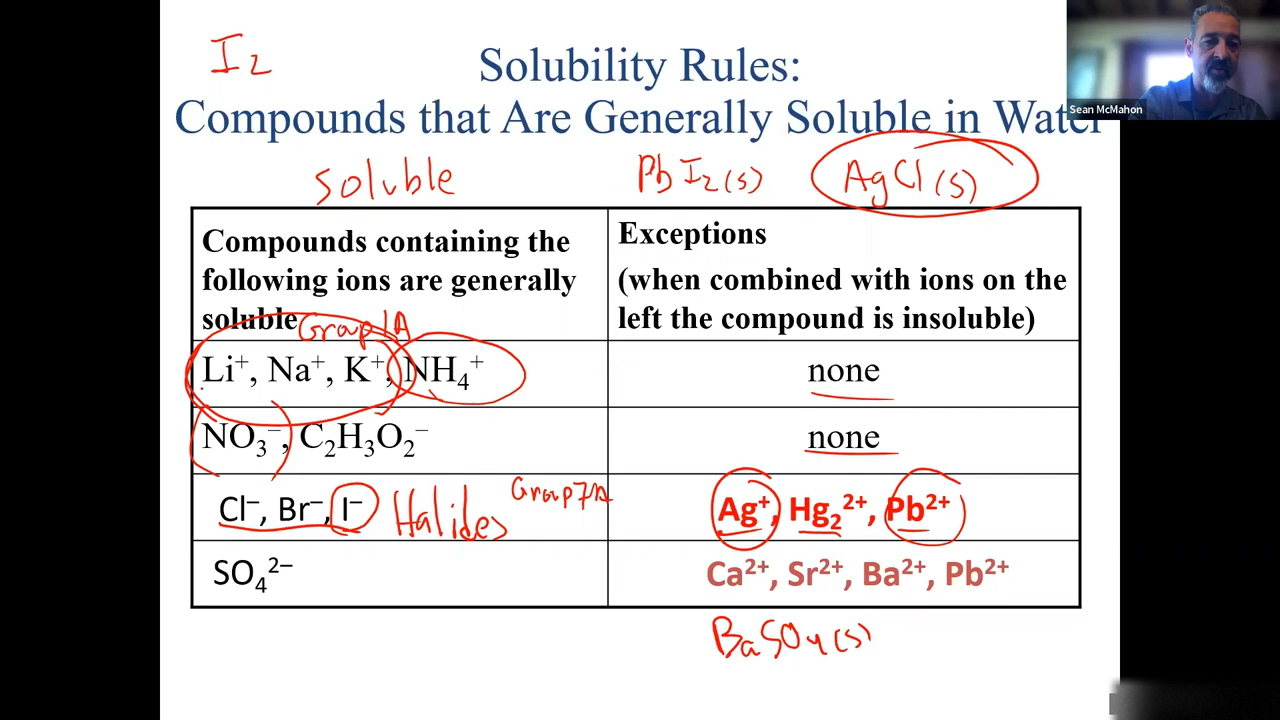 I2
Solubility Rules:
Compounds that Are Generally Soluble in Water
Sean McMahon
soluble
PbI2(s)
AgCl(s)
Compounds containing the
following ions are generally
soluble
Group 1A
Exceptions
(when combined with ions on the
left the compound is insoluble)
Li⁺, Na⁺, K⁺, NH₄⁺
none
NO₃⁻, C₂H₃O₂⁻
none
Cl⁻, Br⁻, I⁻
Halides
Group 7A
Ag⁺, Hg₂²⁺, Pb²⁺
SO₄²⁻
Ca²⁺, Sr²⁺, Ba²⁺, Pb²⁺
BaSO4(s)